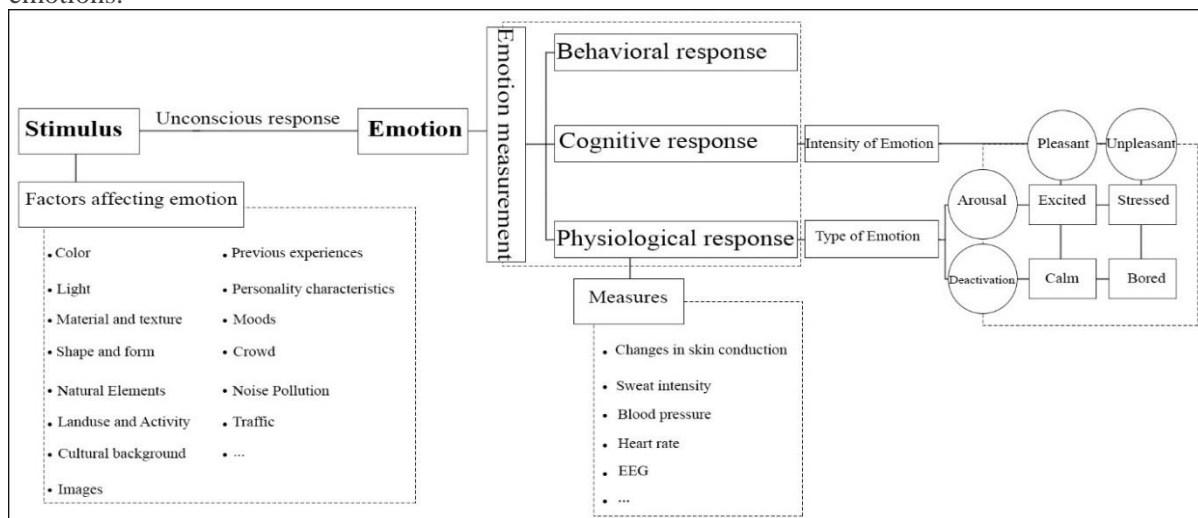 emotions.
Stimulus
Unconscious response
Emotion
Emotion measurement
Behavioral response
Cognitive response
Physiological response
Intensity of Emotion
Type of Emotion
Pleasant
Unpleasant
Arousal
Excited
Stressed
Deactivation
Calm
Bored
Factors affecting emotion
• Color
• Light
• Material and texture
• Shape and form
• Natural Elements
• Landuse and Activity
• Cultural background
• Images
• Previous experiences
• Personality characteristics
• Moods
• Crowd
• Noise Pollution
• Traffic
• ...
Measures
• Changes in skin conduction
• Sweat intensity
• Blood pressure
• Heart rate
• EEG
• ...